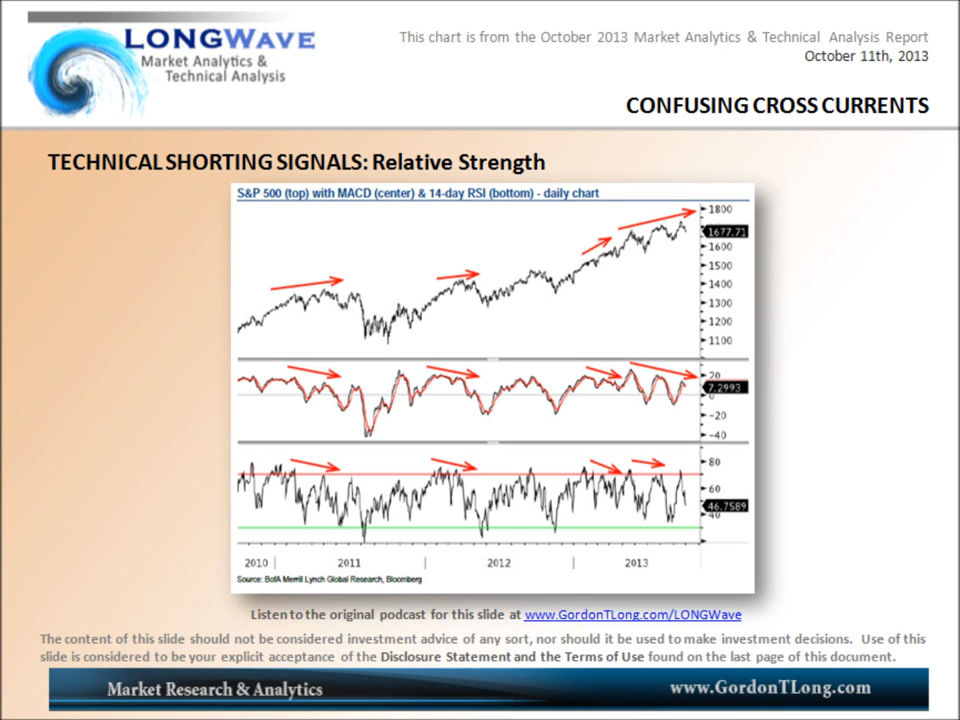 LONGWAVE
Market Analytics &
Technical Analysis
This chart is from the October 2013 Market Analytics & Technical Analysis Report
October 11th, 2013
CONFUSING CROSS CURRENTS
TECHNICAL SHORTING SIGNALS: Relative Strength
S&P 500 (top) with MACD (center) & 14-day RSI (bottom) - daily chart
1800
1677.71
1600
1500
1400
1300
1200
1100
20
7.2993
0
-20
-40
80
60
46.7589
40
2010 2011 2012 2013
Source: BofA Merrill Lynch Global Research, Bloomberg
Listen to the original podcast for this slide at www.GordonTLong.com/LONGWave
The content of this slide should not be considered investment advice of any sort, nor should it be used to make investment decisions. Use of this
slide is considered to be your explicit acceptance of the Disclosure Statement and the Terms of Use found on the last page of this document.
Market Research & Analytics
www.GordonTLong.com